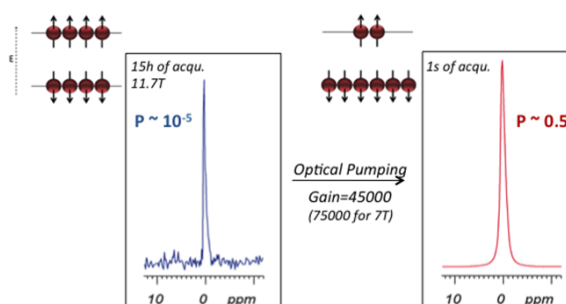 ε
15h of acqu.
11.7T
P ~ 10⁻⁵
10 0 ppm
Optical Pumping
Gain=45000
(75000 for 7T)
1s of acqu.
P ~ 0.5
10 0 ppm